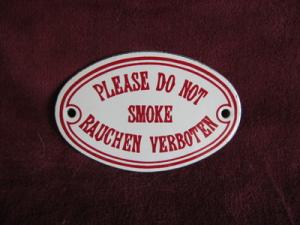 PLEASE DO NOT
SMOKE
RAUCHEN VERBOTEN